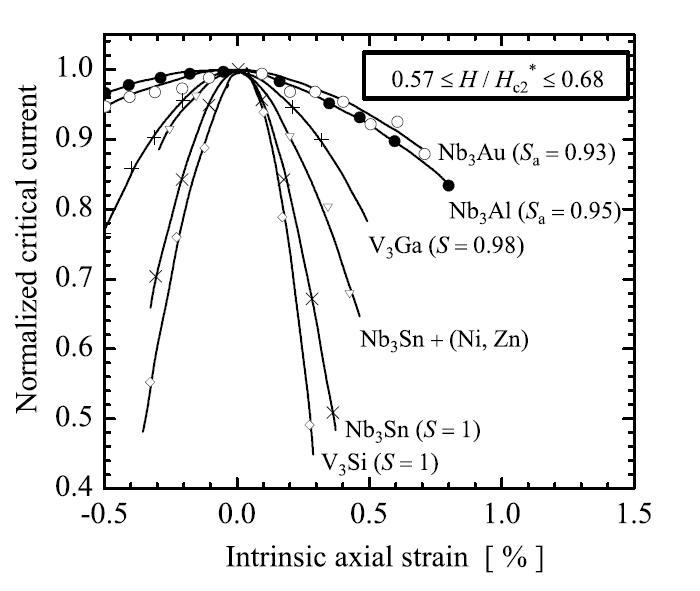 1.0
0.9
0.8
0.7
0.6
0.5
0.4
-0.5 0.0 0.5 1.0 1.5
Normalized critical current
Intrinsic axial strain [ % ]
0.57 ≤ H / Hc2* ≤ 0.68
Nb3Au (Sa = 0.93)
Nb3Al (Sa = 0.95)
V3Ga (S = 0.98)
Nb3Sn + (Ni, Zn)
Nb3Sn (S = 1)
V3Si (S = 1)